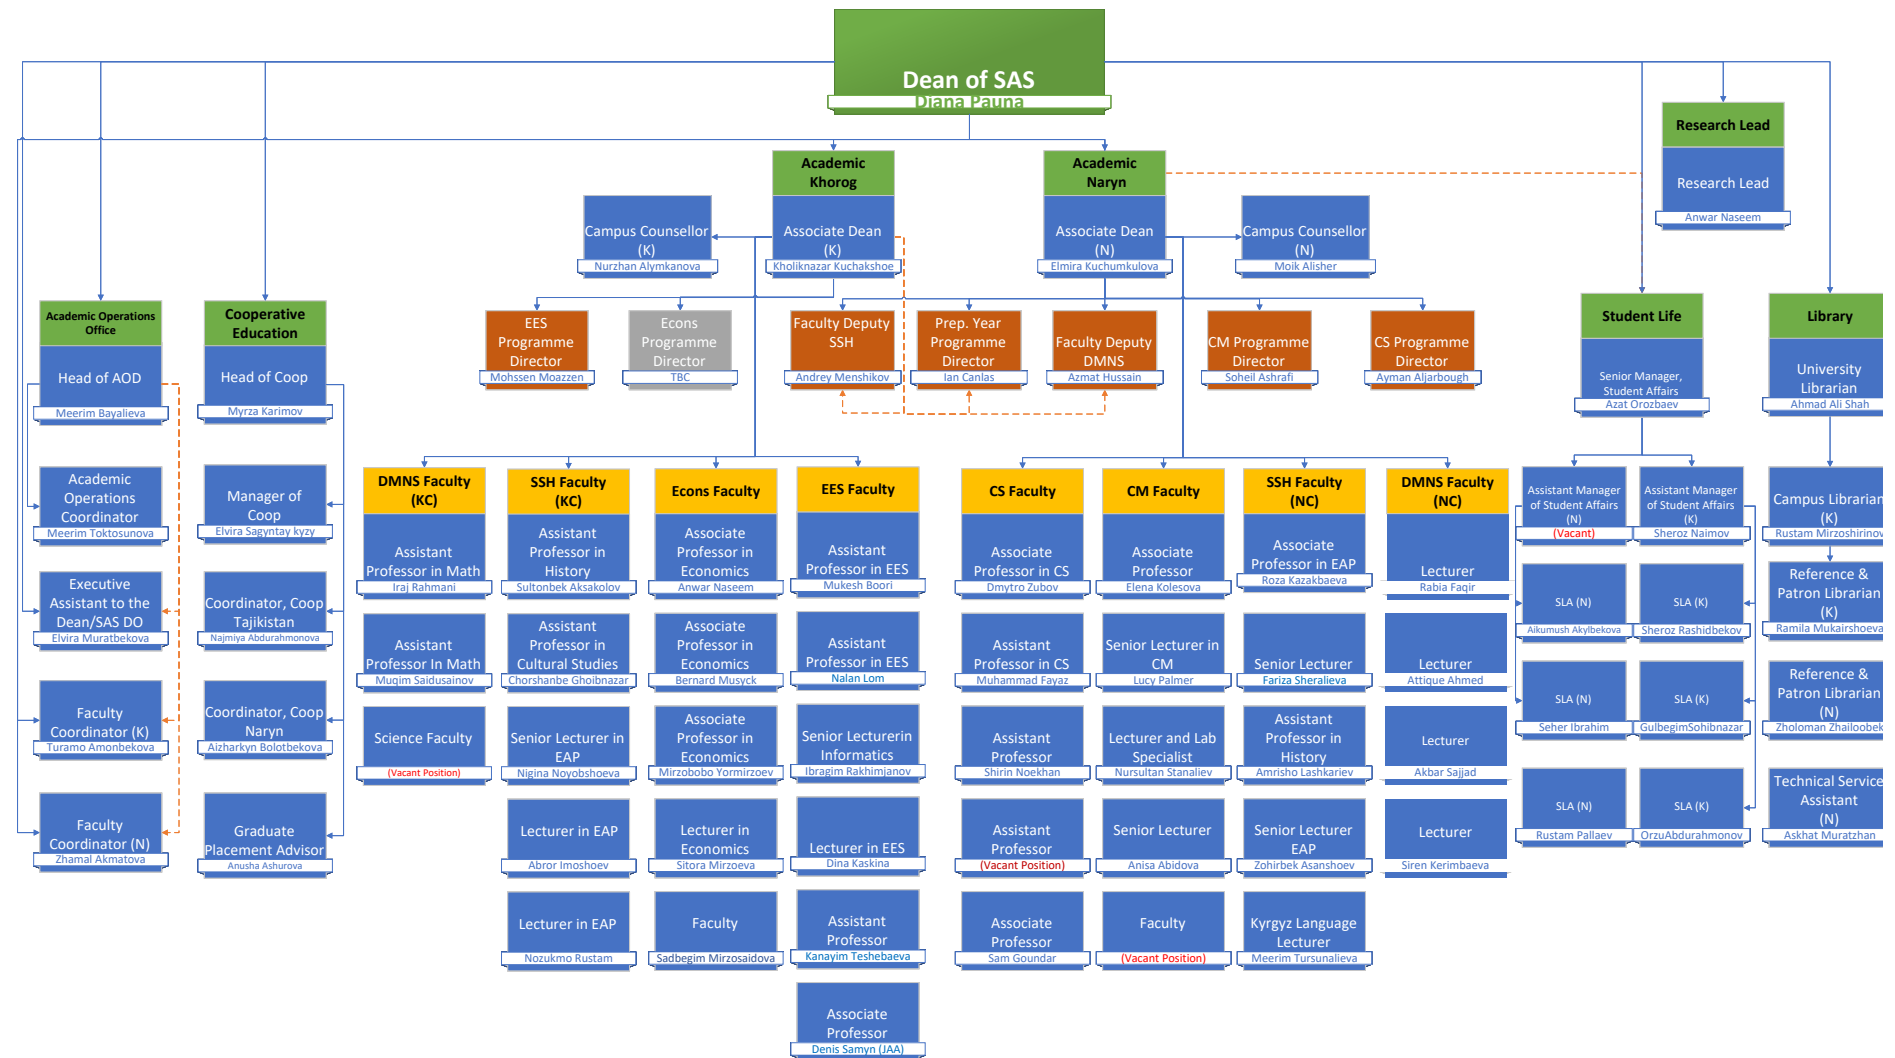 Dean of SAS
Diana Pauna
Research Lead
Research Lead
Anwar Naseem
Academic
Khorog
Associate Dean
(K)
Kholiknazar Kuchakshoe
Academic
Naryn
Associate Dean
(N)
Elmira Kuchumkulova
Campus Counsellor
(K)
Nurzhan Alymkanova
Campus Counsellor
(N)
Moik Alisher
EES
Programme
Director
Mohssen Moazzen
Econs
Programme
Director
TBC
Faculty Deputy
SSH
Andrey Menshikov
Prep. Year
Programme
Director
Ian Canlas
Faculty Deputy
DMNS
Azmat Hussain
CM Programme
Director
Soheil Ashrafi
CS Programme
Director
Ayman Aljarbough
Academic Operations
Office
Head of AOD
Meerim Bayalieva
Academic
Operations
Coordinator
Meerim Toktosunova
Executive
Assistant to the
Dean/SAS DO
Elvira Muratbekova
Faculty
Coordinator (K)
Turamo Amonbekova
Faculty
Coordinator (N)
Zhamal Akmatova
Cooperative
Education
Head of Coop
Myrza Karimov
Manager of
Coop
Elvira Sagyntay kyzy
Coordinator, Coop
Tajikistan
Najmiya Abdurahmonova
Coordinator, Coop
Naryn
Aizharkyn Bolotbekova
Graduate
Placement Advisor
Anusha Ashurova
DMNS Faculty
(KC)
Assistant
Professor in Math
Iraj Rahmani
Assistant
Professor In Math
Muqim Saidusainov
Science Faculty
(Vacant Position)
SSH Faculty
(KC)
Assistant
Professor in
History
Sultonbek Aksakolov
Assistant
Professor in
Cultural Studies
Chorshanbe Ghoibnazar
Senior Lecturer in
EAP
Nigina Noyobshoeva
Lecturer in EAP
Abror Imoshoev
Lecturer in EAP
Nozukmo Rustam
Econs Faculty
Associate
Professor in
Economics
Anwar Naseem
Associate
Professor in
Economics
Bernard Musyck
Associate
Professor in
Economics
Mirzobobo Yormirzoev
Lecturer in
Economics
Sitora Mirzoeva
Faculty
Sadbegim Mirzosaidova
EES Faculty
Assistant
Professor in EES
Mukesh Boori
Assistant
Professor in EES
Nalan Lom
Senior Lecturerin
Informatics
Ibragim Rakhimjanov
Lecturer in EES
Dina Kaskina
Assistant
Professor
Kanayim Teshebaeva
Associate
Professor
Denis Samyn (JAA)
CS Faculty
Associate
Professor in CS
Dmytro Zubov
Assistant
Professor in CS
Muhammad Fayaz
Assistant
Professor
Shirin Noekhan
Assistant
Professor
(Vacant Position)
Associate
Professor
Sam Goundar
CM Faculty
Associate
Professor
Elena Kolesova
Senior Lecturer in
CM
Lucy Palmer
Lecturer and Lab
Specialist
Nursultan Stanaliev
Senior Lecturer
Anisa Abidova
Faculty
(Vacant Position)
SSH Faculty
(NC)
Associate
Professor in EAP
Roza Kazakbaeva
Senior Lecturer
Fariza Sheralieva
Assistant
Professor in
History
Amrisho Lashkariev
Senior Lecturer
EAP
Zohirbek Asanshoev
Kyrgyz Language
Lecturer
Meerim Tursunalieva
DMNS Faculty
(NC)
Lecturer
Rabia Faqir
Lecturer
Attique Ahmed
Lecturer
Akbar Sajjad
Lecturer
Siren Kerimbaeva
Student Life
Senior Manager,
Student Affairs
Azat Orozbaev
Assistant Manager
of Student Affairs
(N)
(Vacant)
SLA (N)
Aikumush Akylbekova
SLA (N)
Seher Ibrahim
SLA (N)
Rustam Pallaev
Assistant Manager
of Student Affairs
(K)
Sheroz Naimov
SLA (K)
Sheroz Rashidbekov
SLA (K)
GulbegimSohibnazar
SLA (K)
OrzuAbdurahmonov
Library
University
Librarian
Ahmad Ali Shah
Campus Librarian
(K)
Rustam Mirzoshirinov
Reference &
Patron Librarian
(K)
Ramila Mukairshoeva
Reference &
Patron Librarian
(N)
Zholoman Zhailoobek
Technical Service
Assistant
(N)
Askhat Muratzhan